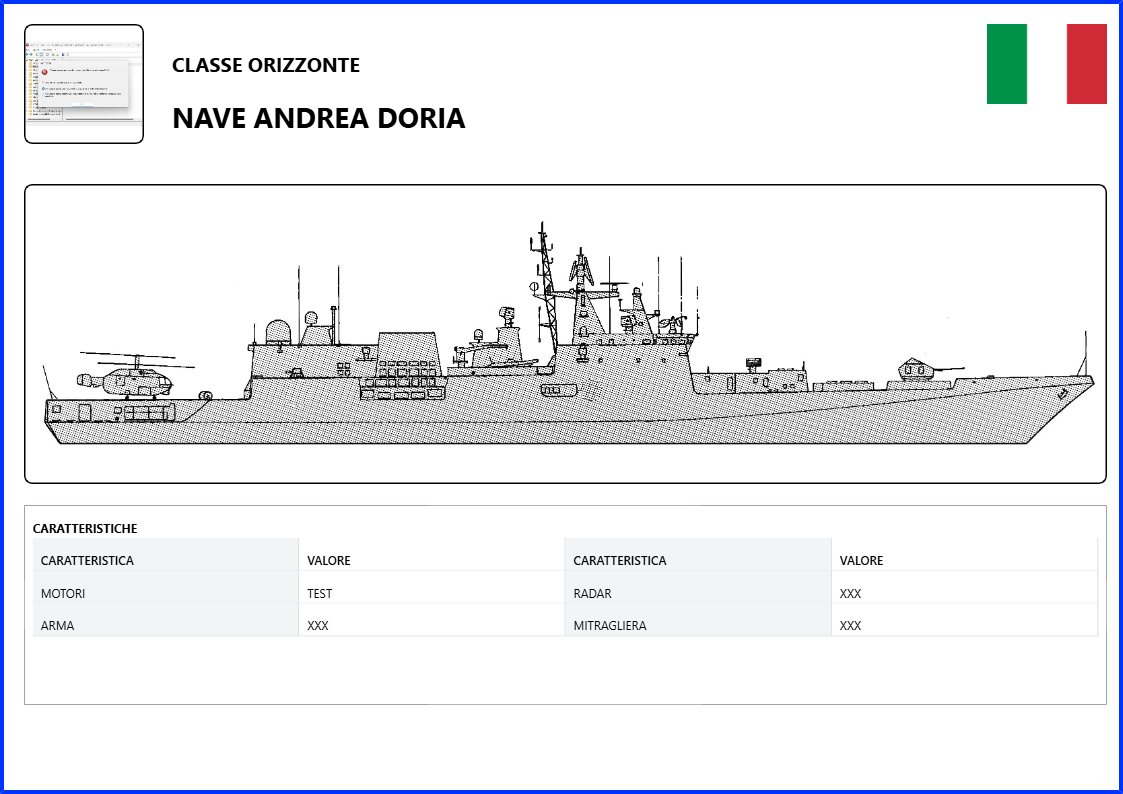 CLASSE ORIZZONTE
NAVE ANDREA DORIA
CARATTERISTICHE
CARATTERISTICA VALORE CARATTERISTICA VALORE
MOTORI TEST RADAR XXX
ARMA XXX MITRAGLIERA XXX